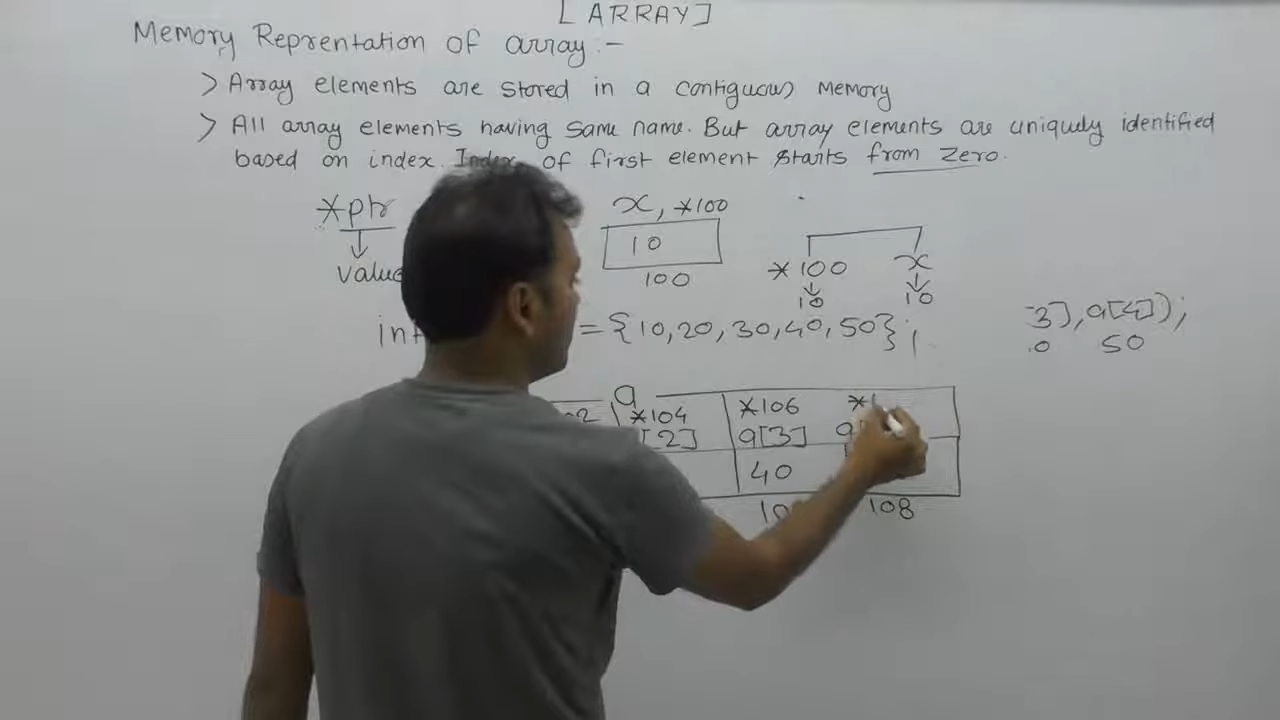 [ARRAY]
Memory Reprentation of array :-
> Array elements are stored in a contiguous Memory
> All array elements having same name. But array elements are uniquely identified
based on index. Index of first element starts from Zero.
*ptr x, *100
10 *100 x
value 100 10 10
int = {10,20,30,40,50};
3], a[4]);
0 50
a
*104 *106
[2] a[3]
40
108